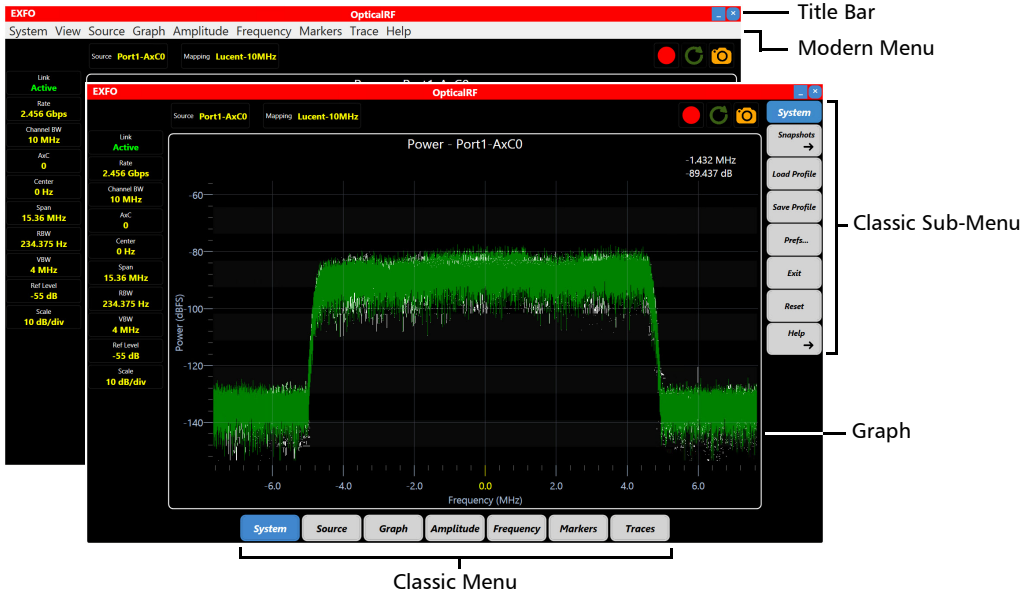 EXFO OpticalRF
Title Bar
System View Source Graph Amplitude Frequency Markers Trace Help
Modern Menu
Source Port1-AxC0 Mapping Lucent-10MHz
Link
Active
Rate
2.456 Gbps
Channel BW
10 MHz
AxC
0
Center
0 Hz
Span
15.36 MHz
RBW
234.375 Hz
VBW
4 MHz
Ref Level
-55 dB
Scale
10 dB/div
EXFO OpticalRF
Source Port1-AxC0 Mapping Lucent-10MHz
Link
Active
Rate
2.456 Gbps
Channel BW
10 MHz
AxC
0
Center
0 Hz
Span
15.36 MHz
RBW
234.375 Hz
VBW
4 MHz
Ref Level
-55 dB
Scale
10 dB/div
Power - Port1-AxC0
-1.432 MHz
-89.437 dB
Power (dBFS)
-60
-80
-100
-120
-140
-6.0 -4.0 -2.0 0.0 2.0 4.0 6.0
Frequency (MHz)
System
Snapshots
Load Profile
Save Profile
Prefs...
Exit
Reset
Help
Classic Sub-Menu
Graph
System Source Graph Amplitude Frequency Markers Traces
Classic Menu